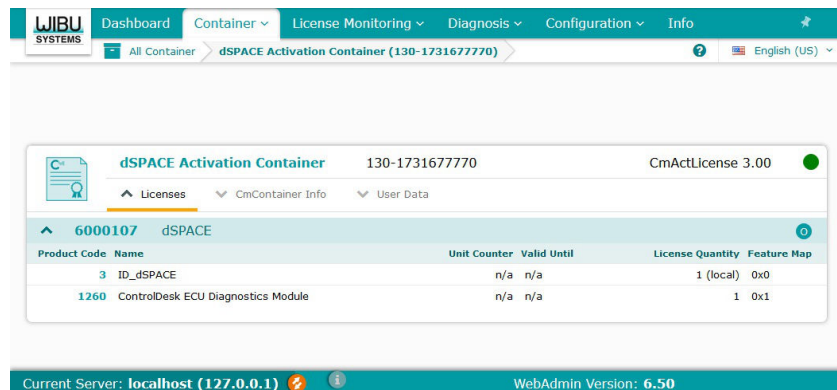 WIBU
SYSTEMS
Dashboard Container License Monitoring Diagnosis Configuration Info
All Container dSPACE Activation Container (130-1731677770) English (US)
dSPACE Activation Container 130-1731677770 CmActLicense 3.00
Licenses CmContainer Info User Data
6000107 dSPACE
Product Code Name Unit Counter Valid Until License Quantity Feature Map
3 ID_dSPACE n/a n/a 1 (local) 0x0
1260 ControlDesk ECU Diagnostics Module n/a n/a 1 0x1
Current Server: localhost (127.0.0.1) WebAdmin Version: 6.50